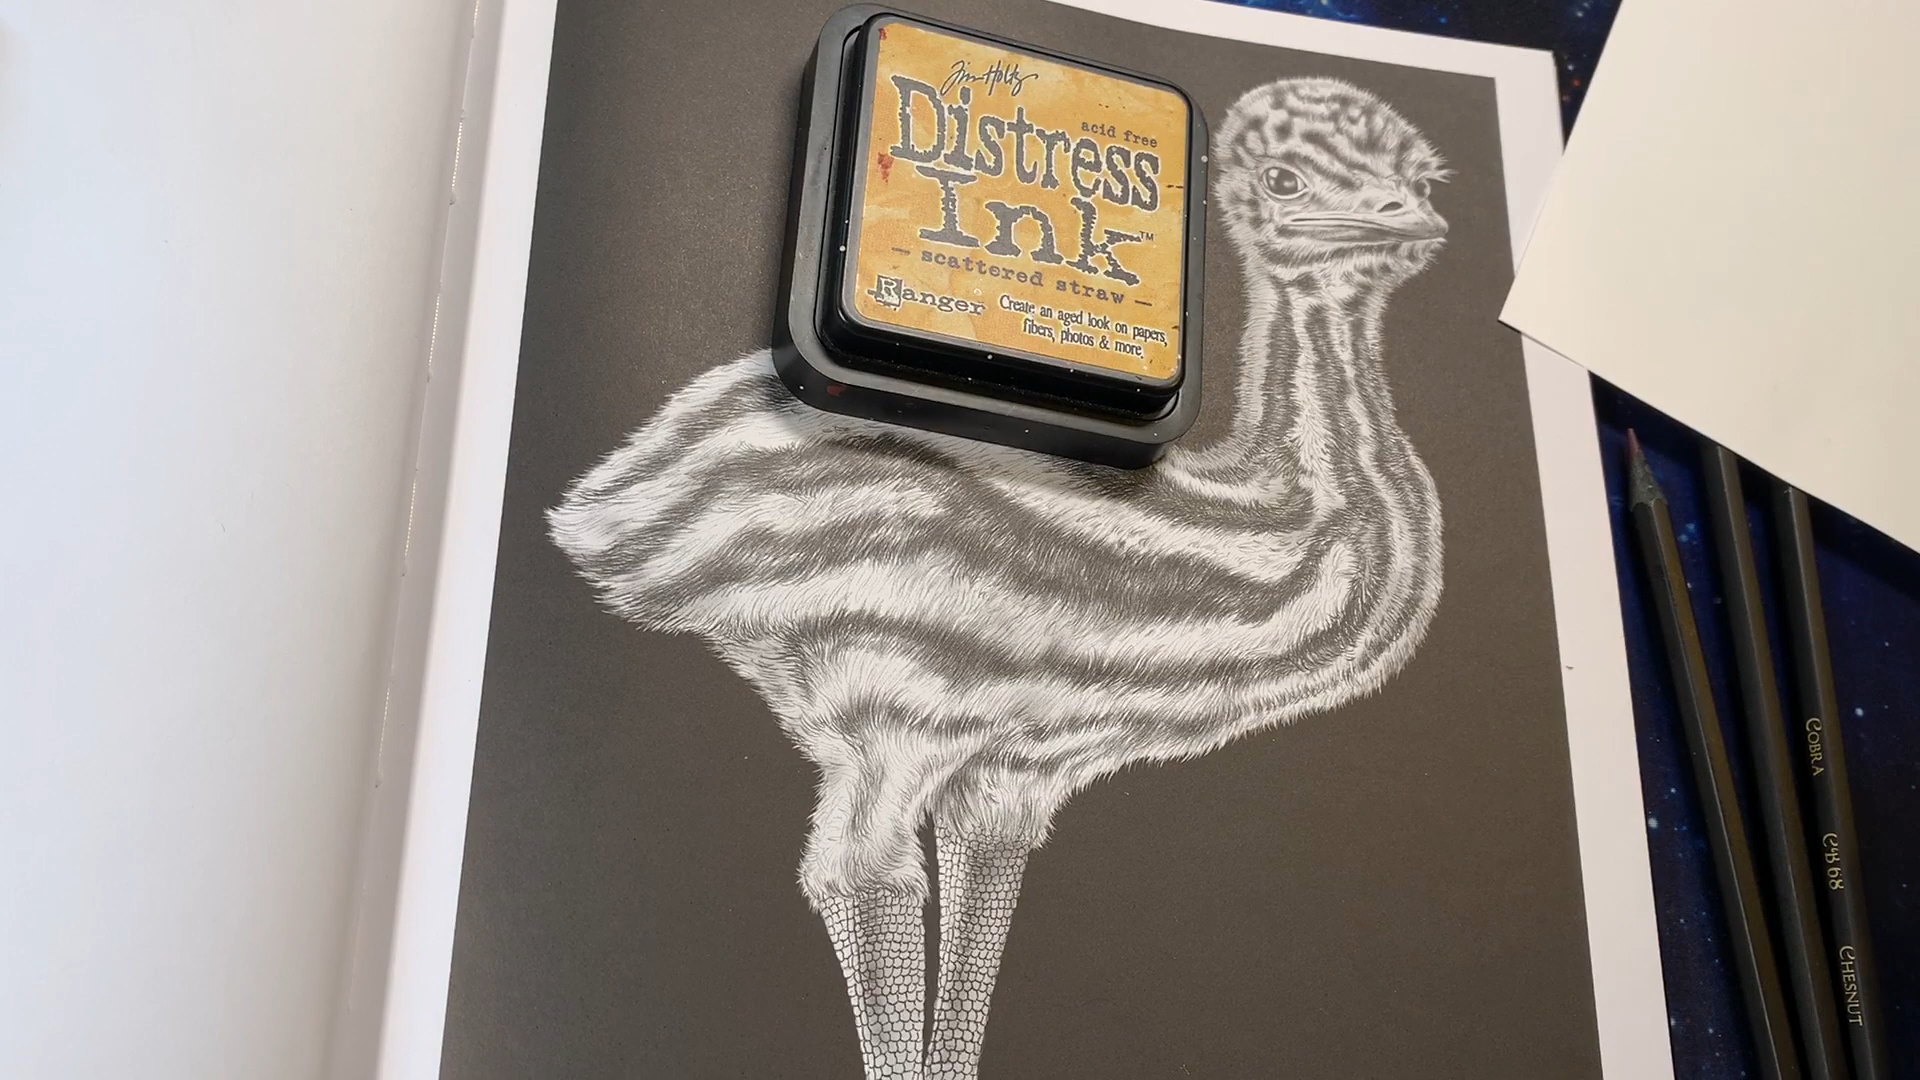 Tim Holtz
acid free
Distress
Ink™
— scattered straw —
Ranger
Create an aged look on papers,
fibers, photos & more.
COBRA
CB 68
CHESNUT